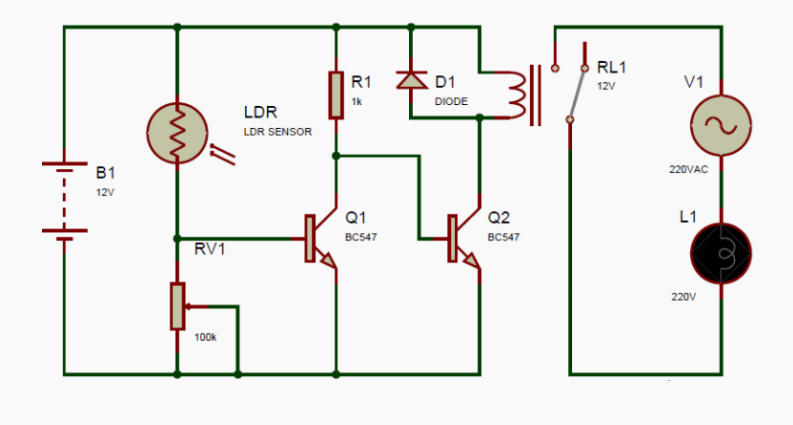 B1
12V
LDR
LDR SENSOR
RV1
100k
R1
1k
Q1
BC547
D1
DIODE
Q2
BC547
RL1
12V
V1
220VAC
L1
220V